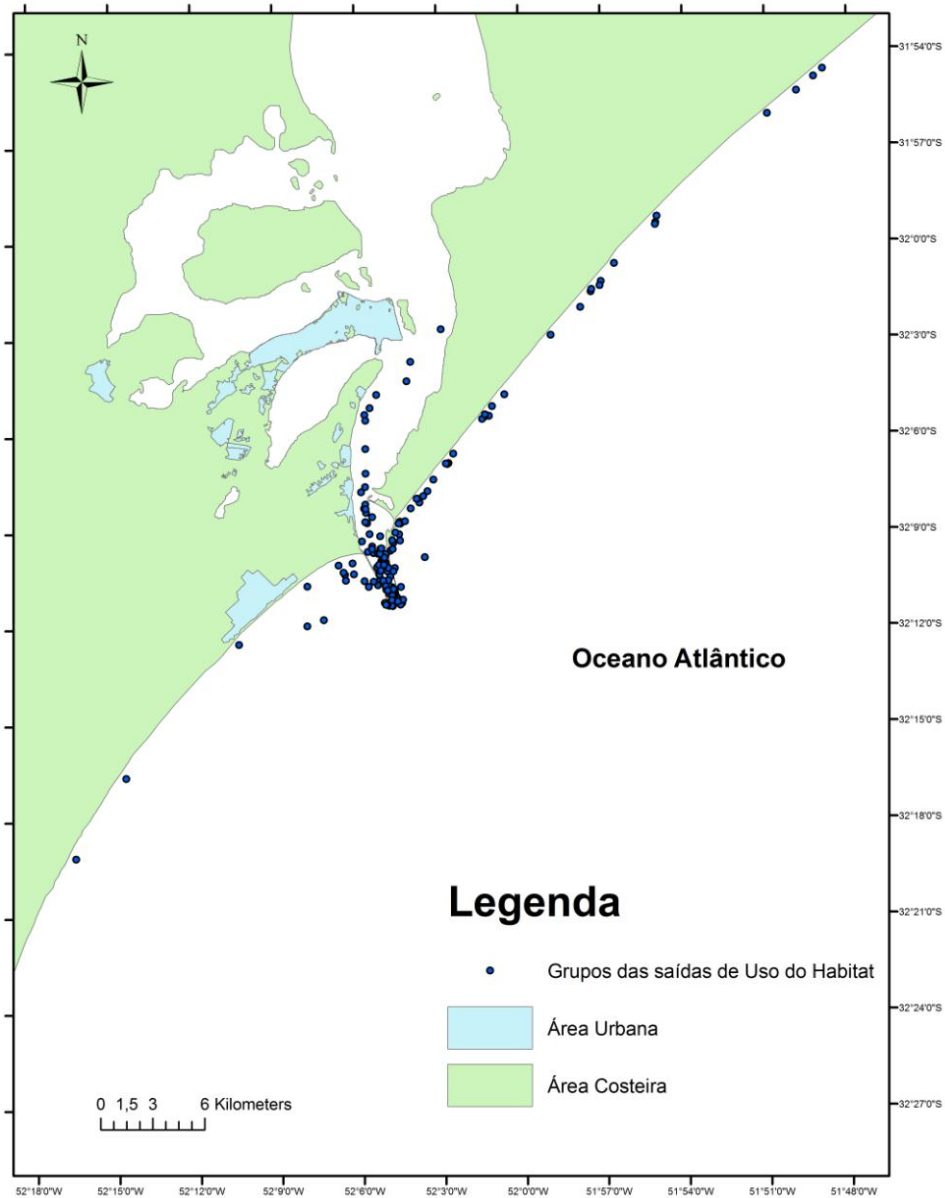 N
31°54'0"S
31°57'0"S
32°0'0"S
32°3'0"S
32°6'0"S
32°9'0"S
32°12'0"S
Oceano Atlântico
32°15'0"S
32°18'0"S
Legenda
32°21'0"S
Grupos das saídas de Uso do Habitat
32°24'0"S
Área Urbana
Área Costeira
0 1,5 3 6 Kilometers
32°27'0"S
52°18'0"W 52°15'0"W 52°12'0"W 52°9'0"W 52°6'0"W 52°3'0"W 52°0'0"W 51°57'0"W 51°54'0"W 51°51'0"W 51°48'0"W